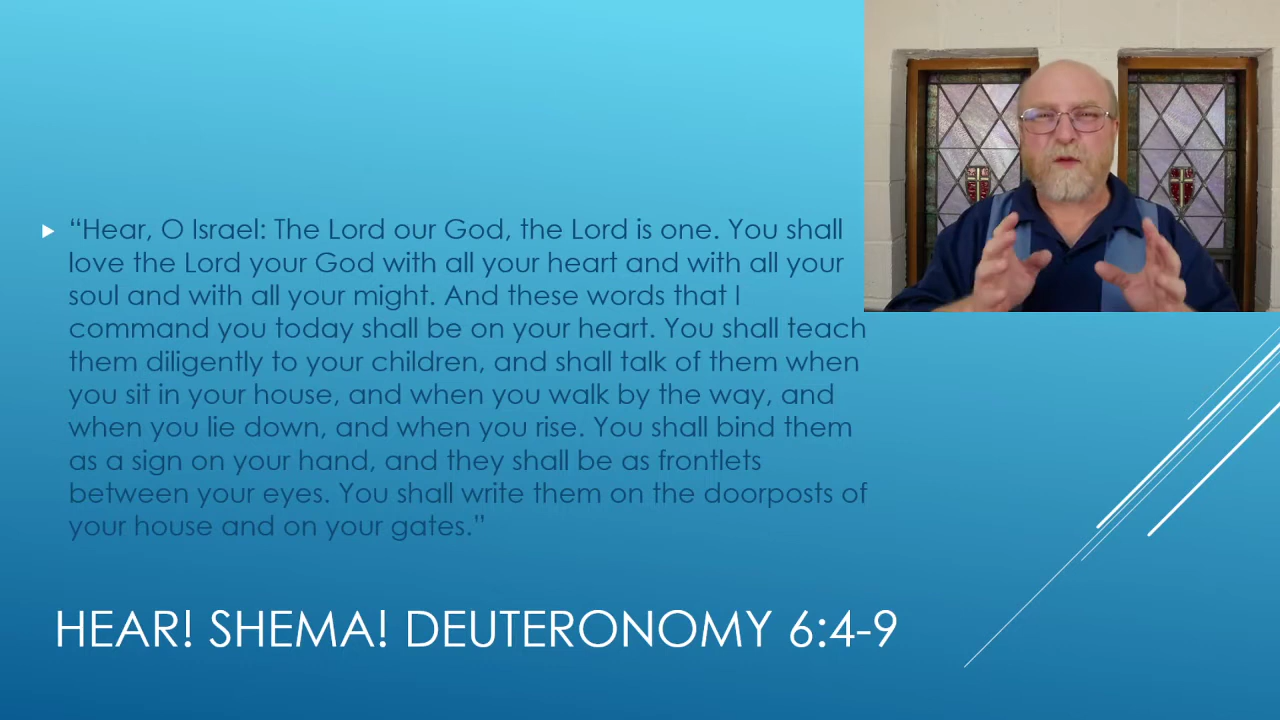 “Hear, O Israel: The Lord our God, the Lord is one. You shall
love the Lord your God with all your heart and with all your
soul and with all your might. And these words that I
command you today shall be on your heart. You shall teach
them diligently to your children, and shall talk of them when
you sit in your house, and when you walk by the way, and
when you lie down, and when you rise. You shall bind them
as a sign on your hand, and they shall be as frontlets
between your eyes. You shall write them on the doorposts of
your house and on your gates.”
HEAR! SHEMA! DEUTERONOMY 6:4-9